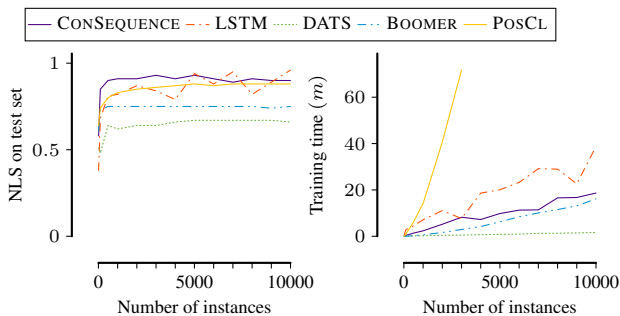 CONSEQUENCE LSTM DATS BOOMER POSCL
NLS on test set
1
0.5
0
0
5000
10000
Number of instances
Training time (m)
60
40
20
0
0
5000
10000
Number of instances